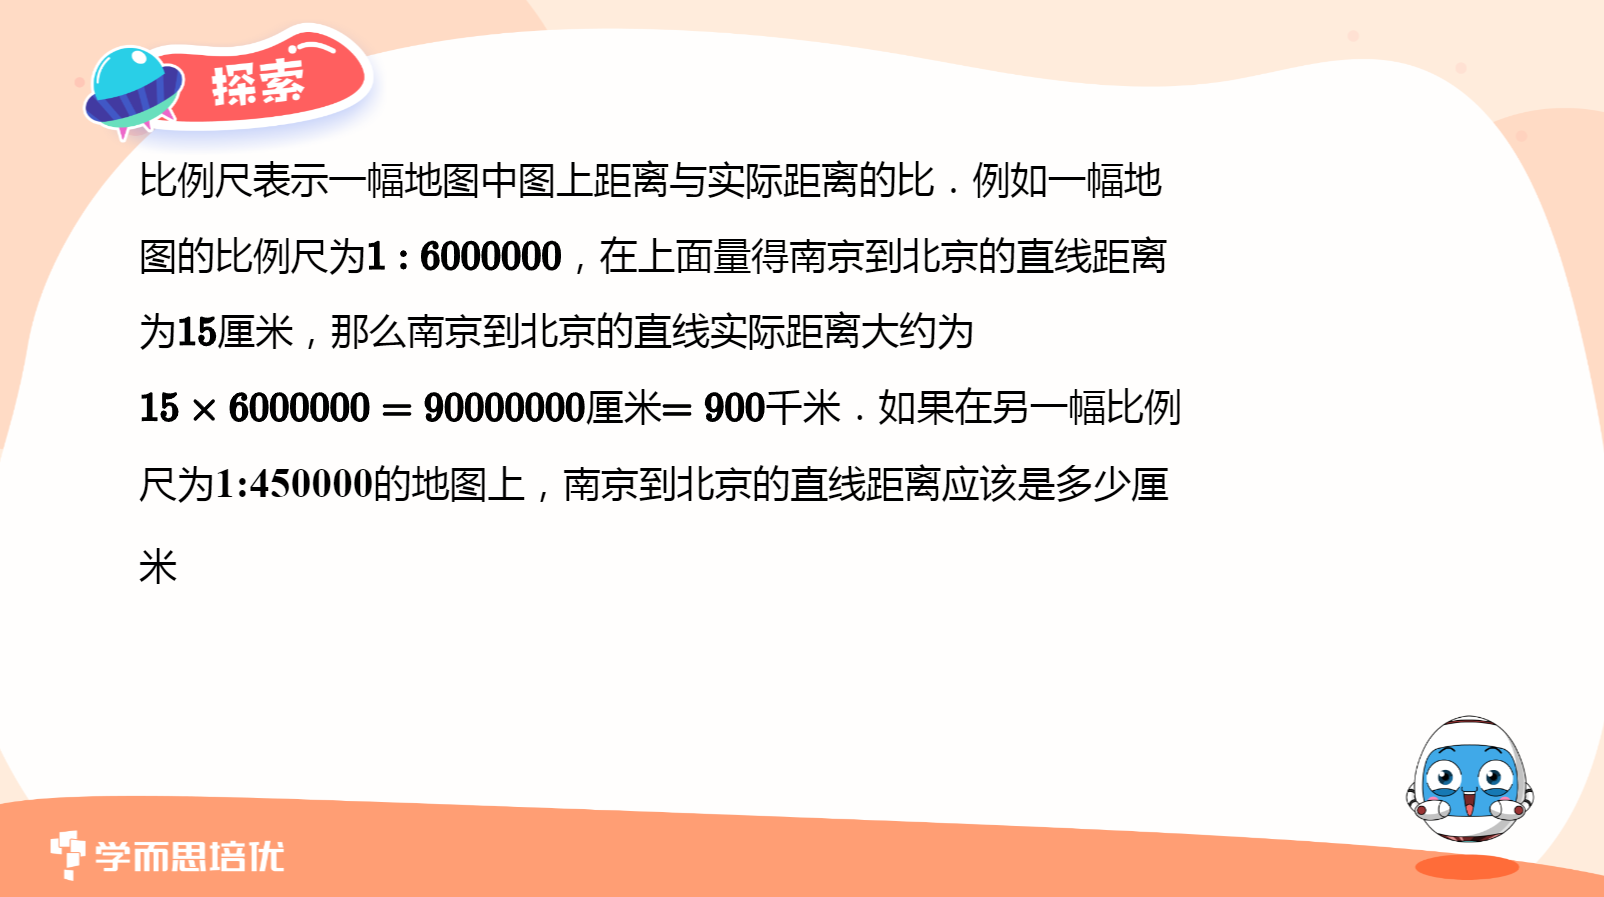 探索
比例尺表示一幅地图中图上距离与实际距离的比．例如一幅地
图的比例尺为1 : 6000000，在上面量得南京到北京的直线距离
为15厘米，那么南京到北京的直线实际距离大约为
15 × 6000000 = 90000000厘米= 900千米．如果在另一幅比例
尺为1:450000的地图上，南京到北京的直线距离应该是多少厘
米
学而思培优